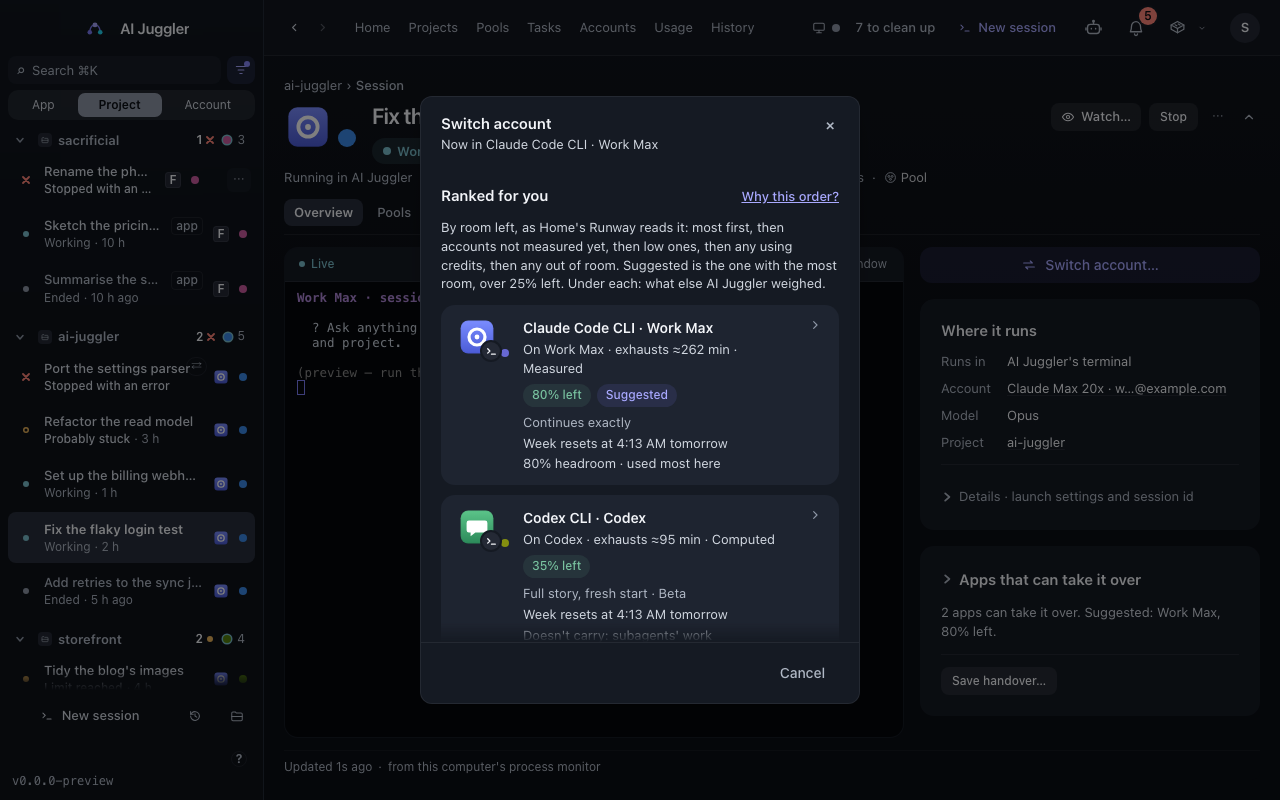 AI Juggler
Search ⌘K
App Project Account
sacrificial 1 3
Rename the ph...
Stopped with an ...
F
Sketch the pricin... app
Working · 10 h
F
Summarise the s... app
Ended · 10 h ago
F
ai-juggler 2 5
Port the settings parser
Stopped with an error
Refactor the read model
Probably stuck · 3 h
Set up the billing webh...
Working · 1 h
Fix the flaky login test
Working · 2 h
Add retries to the sync j...
Ended · 5 h ago
storefront 2 4
Tidy the blog's images
New session
?
v0.0.0-preview
Home Projects Pools Tasks Accounts Usage History
7 to clean up
New session
5
S
ai-juggler › Session
Fix th
Wor
Watch...
Stop
Running in AI Juggler
Pool
Overview Pools
Live
ndow
Work Max · sessi
? Ask anything
and project.
(preview — run th
Switch account
Now in Claude Code CLI · Work Max
Ranked for you
Why this order?
By room left, as Home's Runway reads it: most first, then
accounts not measured yet, then low ones, then any using
credits, then any out of room. Suggested is the one with the most
room, over 25% left. Under each: what else AI Juggler weighed.
Claude Code CLI · Work Max
On Work Max · exhausts ≈262 min ·
Measured
80% left Suggested
Continues exactly
Week resets at 4:13 AM tomorrow
80% headroom · used most here
Codex CLI · Codex
On Codex · exhausts ≈95 min · Computed
35% left
Full story, fresh start · Beta
Week resets at 4:13 AM tomorrow
Doesn't carry: subagents' work
Cancel
Switch account...
Where it runs
Runs in AI Juggler's terminal
Account Claude Max 20x · w...@example.com
Model Opus
Project ai-juggler
Details · launch settings and session id
Apps that can take it over
2 apps can take it over. Suggested: Work Max,
80% left.
Save handover...
Updated 1s ago · from this computer's process monitor